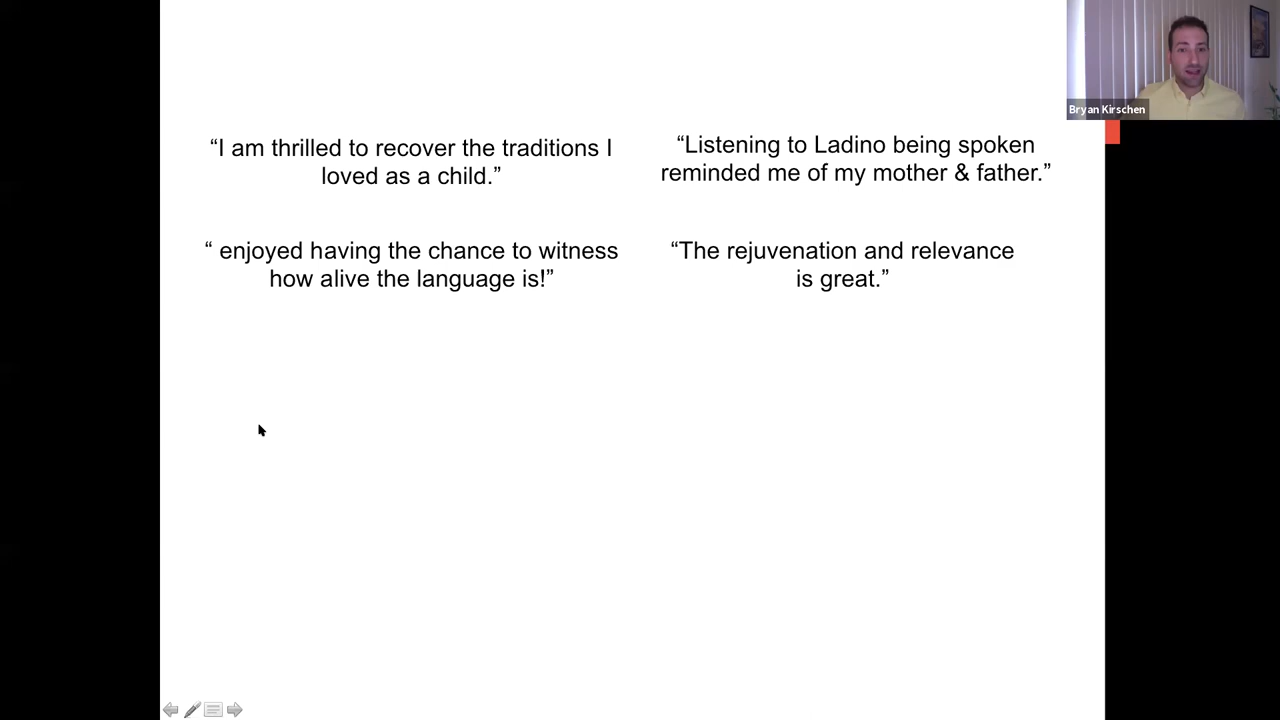 Bryan Kirschen
“I am thrilled to recover the traditions I
loved as a child.”
“Listening to Ladino being spoken
reminded me of my mother & father.”
“ enjoyed having the chance to witness
how alive the language is!”
“The rejuvenation and relevance
is great.”